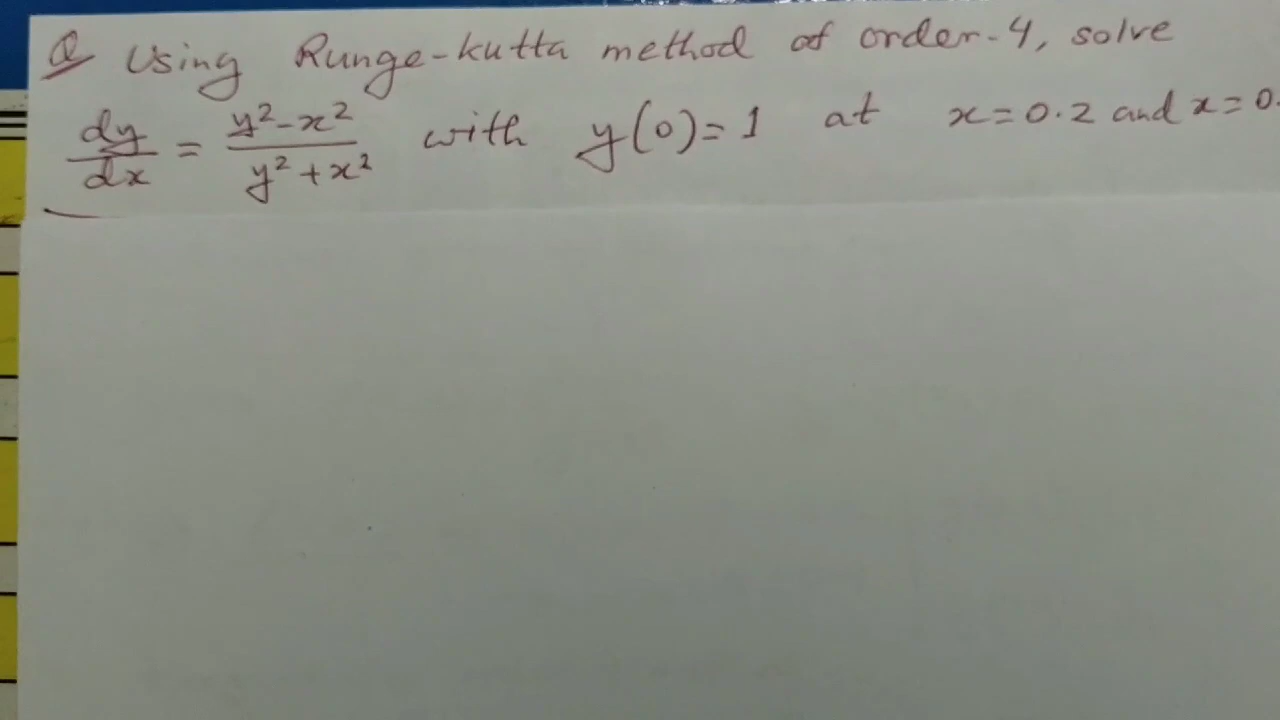 Q Using Runge-kutta method of order-4, solve
dy/dx = y²-x²/y²+x² with y(0)=1 at x=0.2 and x=0.